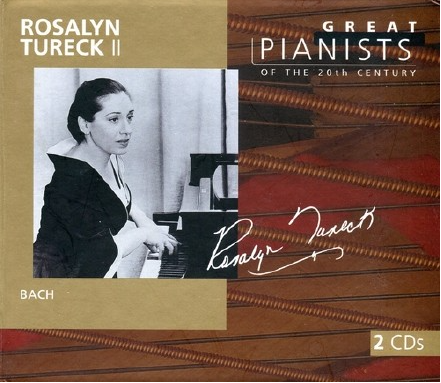 ROSALYN
TURECK II
GREAT
PIANISTS
OF THE 20th CENTURY
Rosalyn Tureck
BACH
2 CDs